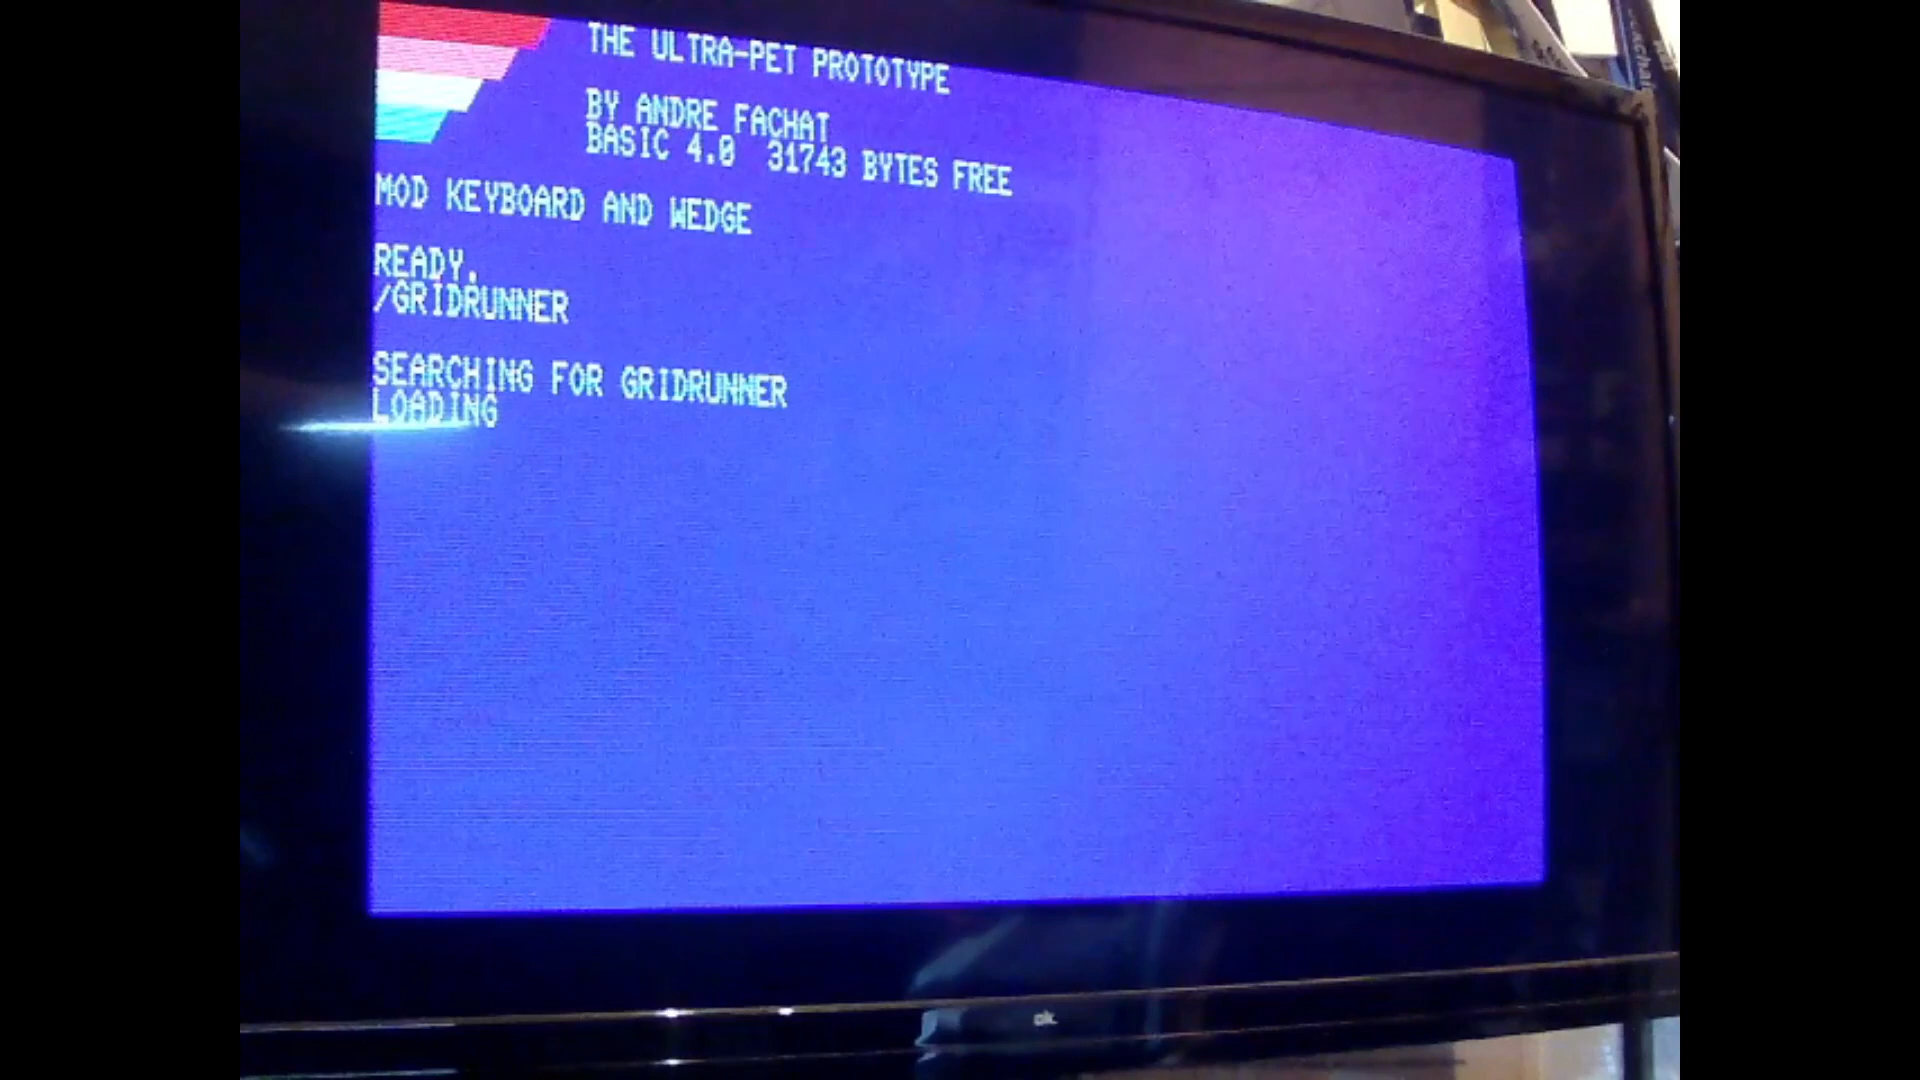 THE ULTRA-PET PROTOTYPE
BY ANDRE FACHAT
BASIC 4.0  31743 BYTES FREE
MOD KEYBOARD AND WEDGE
READY.
/GRIDRUNNER
SEARCHING FOR GRIDRUNNER
LOADING
ok.